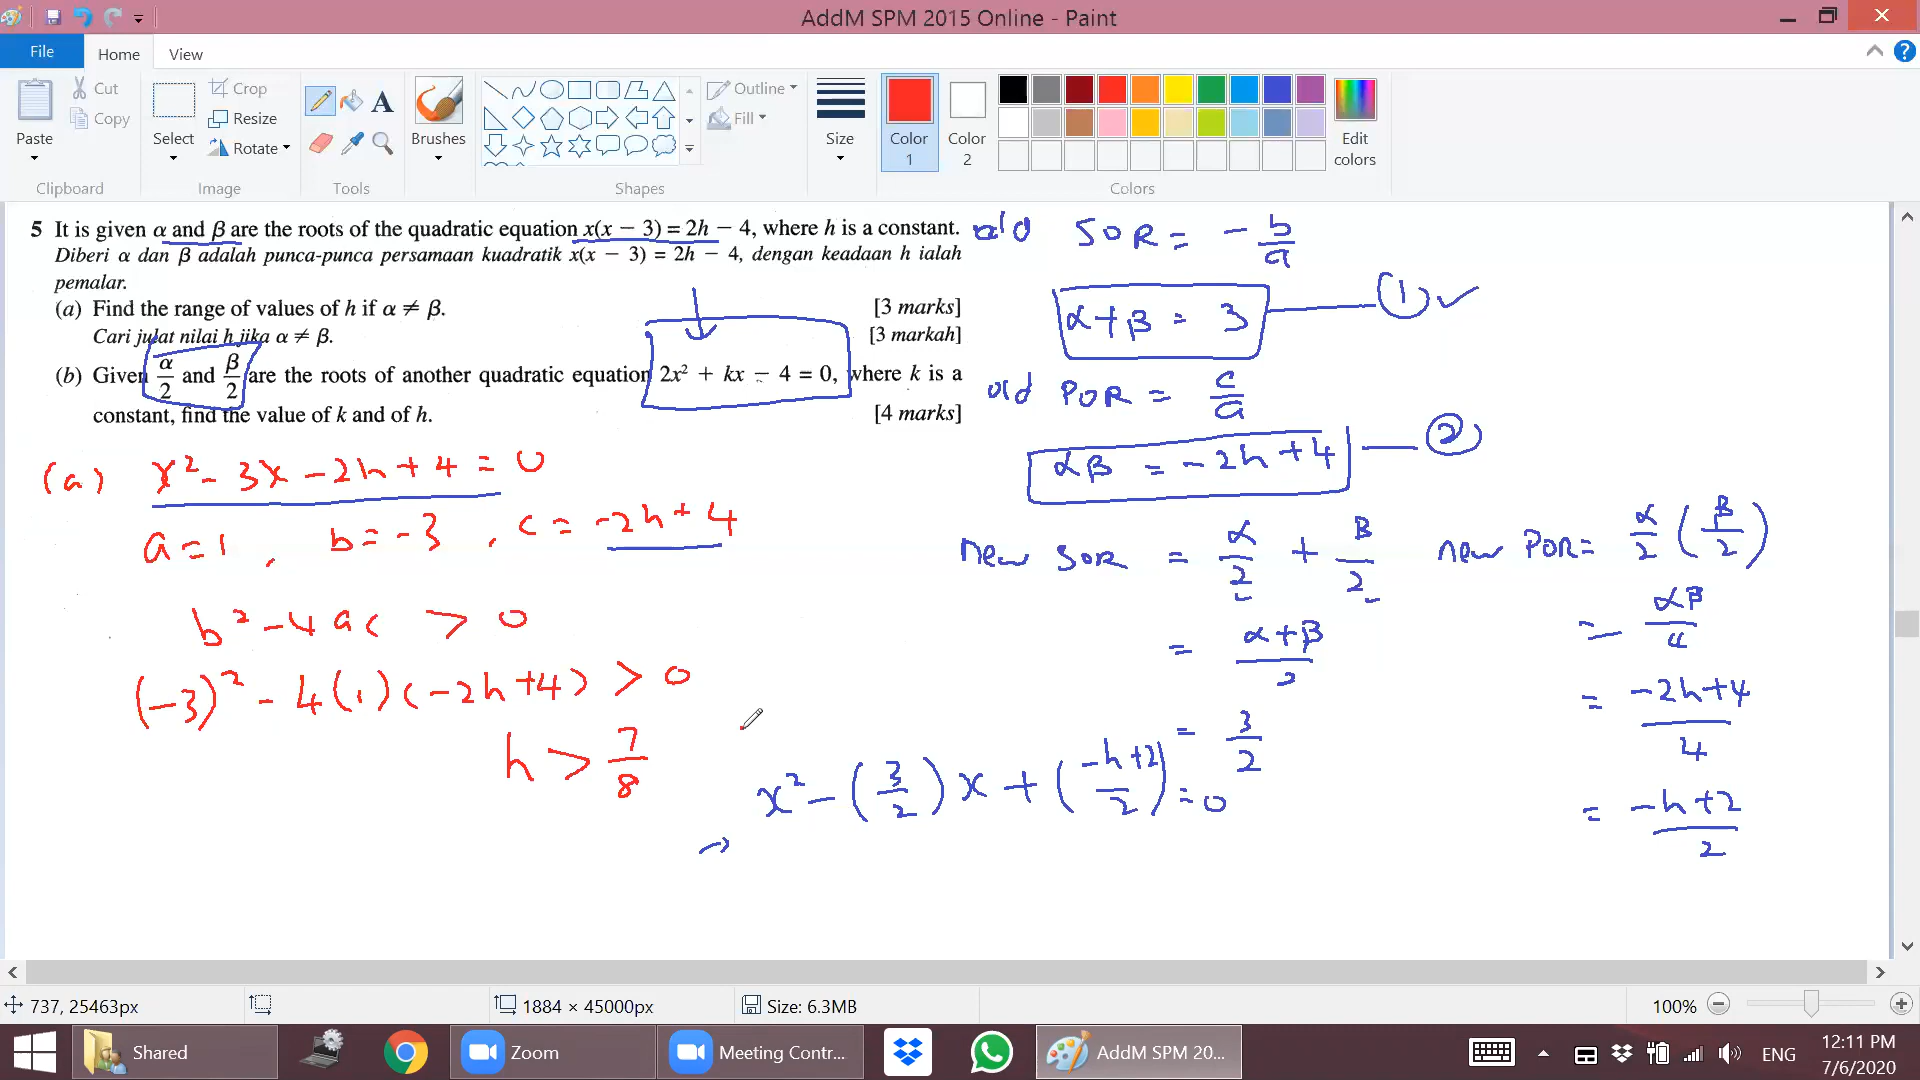 AddM SPM 2015 Online - Paint
File
Home
View
Cut
Copy
Paste
Clipboard
Crop
Resize
Rotate
Select
Image
Tools
Brushes
Outline
Fill
Shapes
Size
Color 1
Color 2
Edit colors
Colors
5 It is given α and β are the roots of the quadratic equation x(x − 3) = 2h − 4, where h is a constant.
Diberi α dan β adalah punca-punca persamaan kuadratik x(x − 3) = 2h − 4, dengan keadaan h ialah
pemalar.
(a) Find the range of values of h if α ≠ β. [3 marks]
Cari julat nilai h jika α ≠ β. [3 markah]
(b) Given α/2 and β/2 are the roots of another quadratic equation 2x² + kx − 4 = 0, where k is a
constant, find the value of k and of h. [4 marks]
(a) x² - 3x - 2h + 4 = 0
a = 1 , b = -3 , c = -2h + 4
b² - 4ac > 0
(-3)² - 4(1)(-2h+4) > 0
h > 7/8
old SOR = - b/a
α+β = 3 ①✓
old POR = c/a
αβ = -2h+4 ②
new SOR = α/2 + β/2
= α+β/2
= 3/2
new POR = α/2 (β/2)
= αβ/4
= -2h+4/4
= -h+2/2
x² - (3/2)x + (-h+2/2) = 0
→
737, 25463px
1884 × 45000px
Size: 6.3MB
100%
Shared
Zoom
Meeting Contr...
AddM SPM 20...
ENG
12:11 PM
7/6/2020